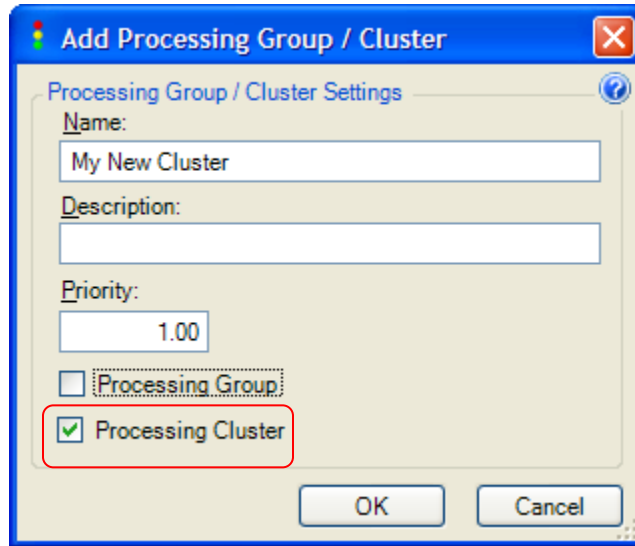 Add Processing Group / Cluster
Processing Group / Cluster Settings
Name:
My New Cluster
Description:
Priority:
1.00
Processing Group
Processing Cluster
OK Cancel